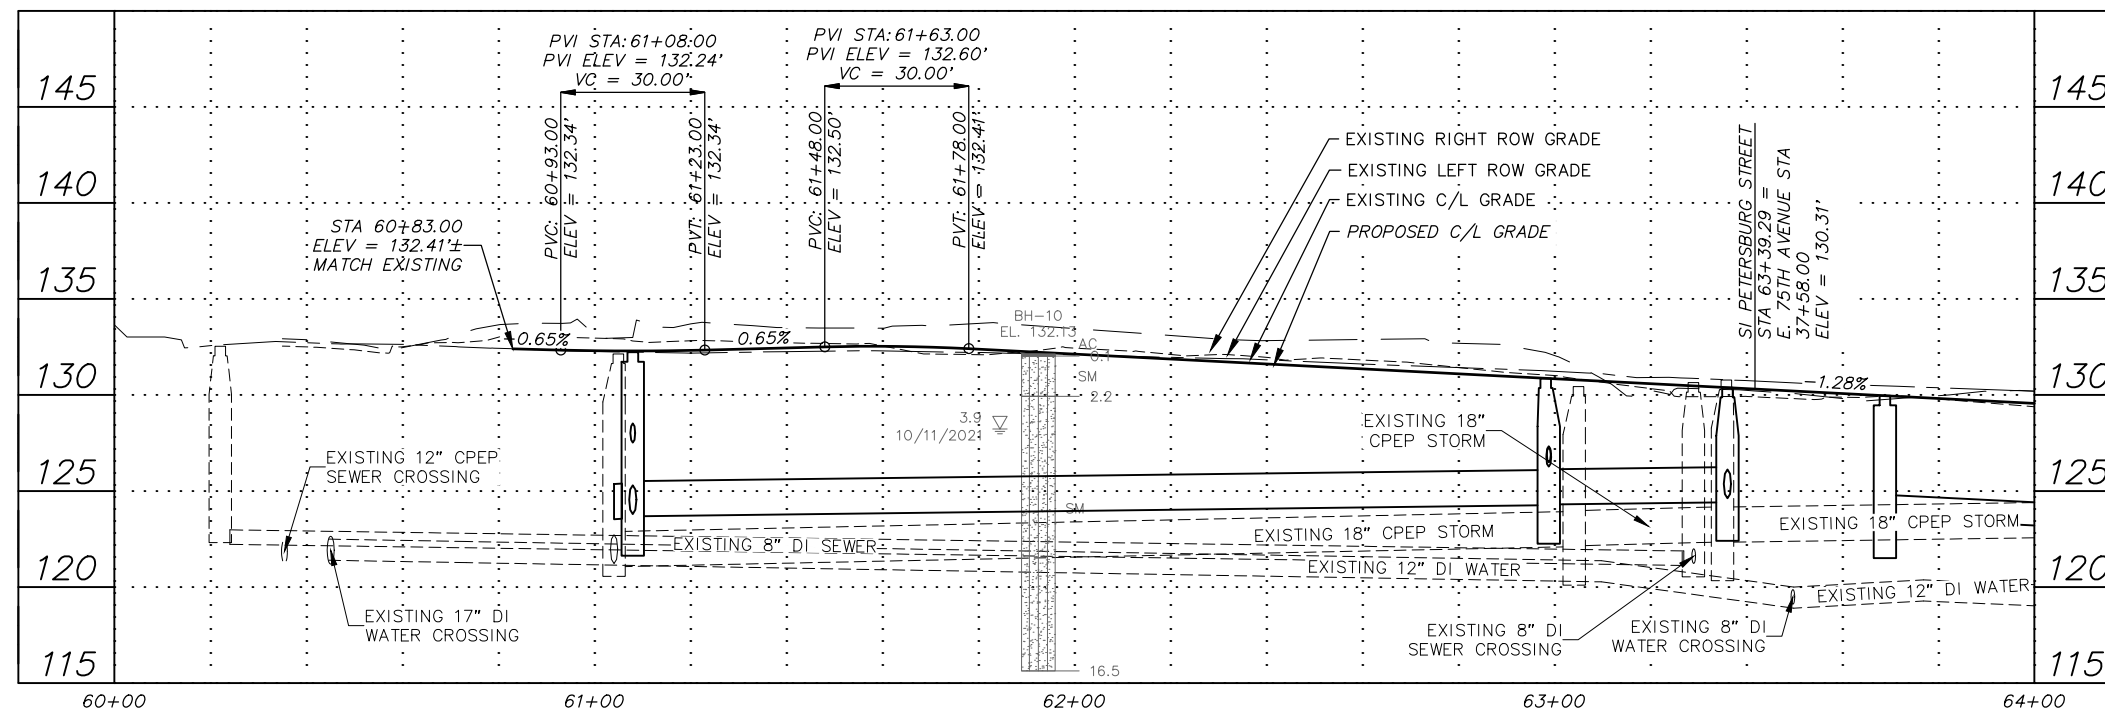 PVI STA: 61+08.00
PVI ELEV = 132.24'
VC = 30.00'
PVI STA: 61+63.00
PVI ELEV = 132.60'
VC = 30.00'
145
145
PVC: 60+93.00
ELEV = 132.34'
PVT: 61+23.00
ELEV = 132.34'
PVC: 61+48.00
ELEV = 132.50'
PVT: 61+78.00
ELEV = 132.41'
EXISTING RIGHT ROW GRADE
EXISTING LEFT ROW GRADE
EXISTING C/L GRADE
PROPOSED C/L GRADE
140
140
STA 60+83.00
ELEV = 132.41'±
MATCH EXISTING
SI PETERSBURG STREET
STA 63+39.29 =
E. 75TH AVENUE STA
37+58.00
ELEV = 130.31'
135
135
BH-10
EL. 132.13
-0.65%
0.65%
AC
0.1
SM
2.2
-1.28%
130
130
3.9
10/11/2021
EXISTING 18" 
CPEP STORM
EXISTING 12" CPEP
SEWER CROSSING
125
125
SM
EXISTING 18" CPEP STORM
EXISTING 18" CPEP STORM
EXISTING 8" DI SEWER
EXISTING 12" DI WATER
EXISTING 12" DI WATER
120
120
EXISTING 17" DI
WATER CROSSING
EXISTING 8" DI
SEWER CROSSING
EXISTING 8" DI
WATER CROSSING
16.5
115
115
60+00
61+00
62+00
63+00
64+00